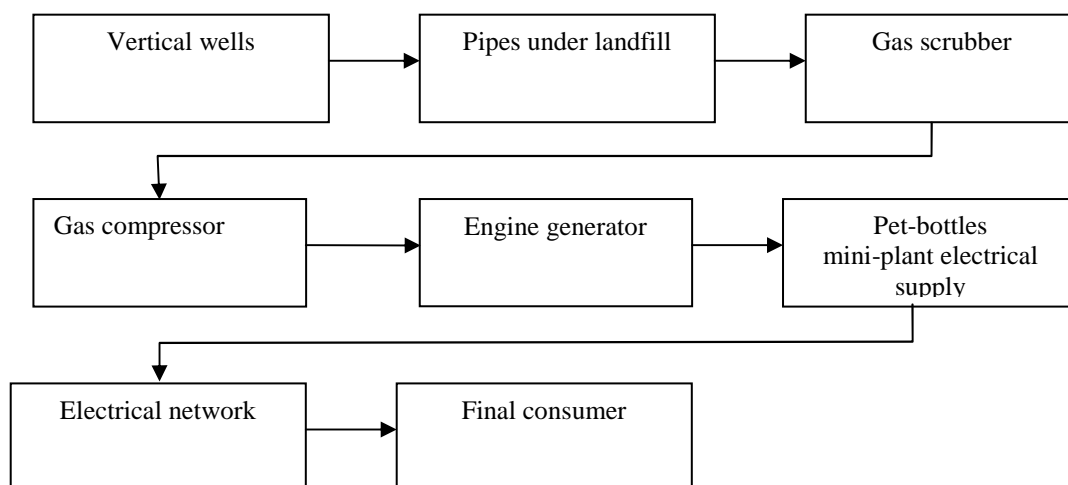 Vertical wells
Pipes under landfill
Gas scrubber
Gas compressor
Engine generator
Pet-bottles
mini-plant electrical
supply
Electrical network
Final consumer